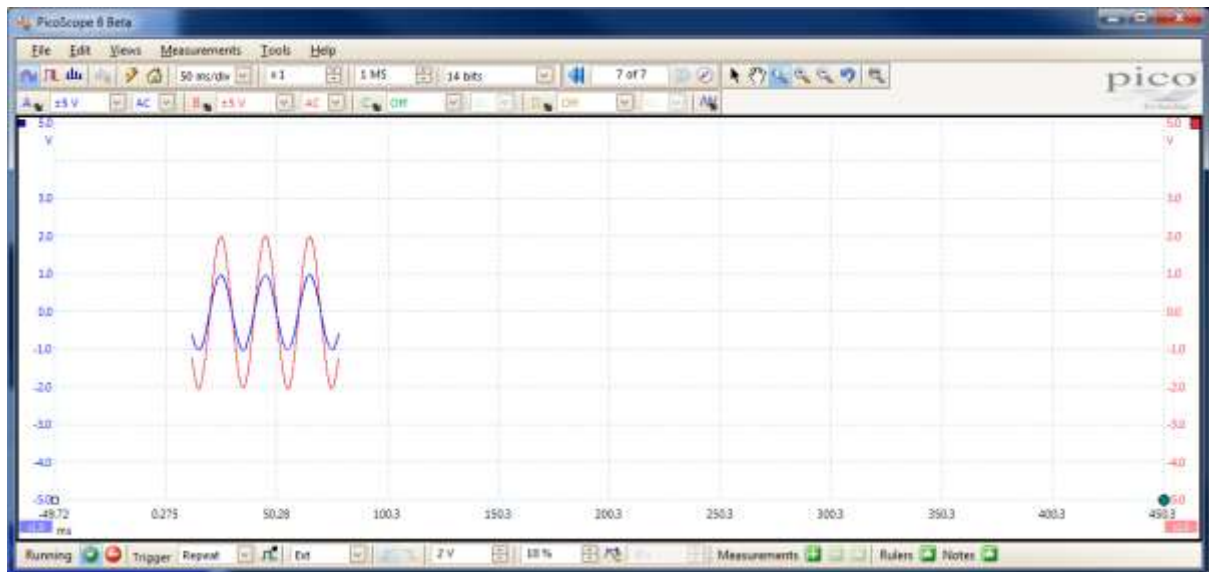 PicoScope 6 Beta
File Edit Views Measurements Tools Help
50 ms/div x1 1 MS 14 bits 7 of 7
pico
A ±5 V AC B ±5 V AC C Off D Off
5.0 5.0
V V
3.0 3.0
2.0 2.0
1.0 1.0
0.0 0.0
-1.0 -1.0
-2.0 -2.0
-3.0 -3.0
-4.0 -4.0
-5.0 -5.0
-49.72 0.275 50.28 100.3 150.3 200.3 250.3 300.3 350.3 400.3 450.3
ms
Running Trigger Repeat Ext 2 V Measurements Rulers Notes